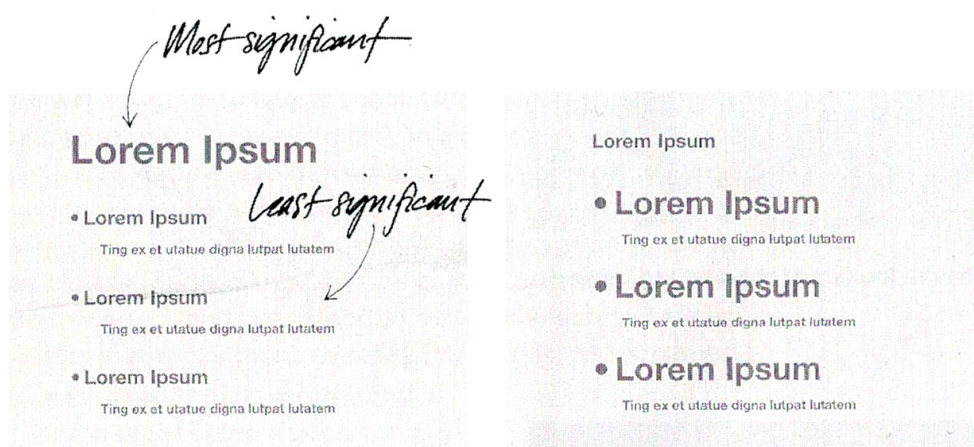 Most significant
Lorem Ipsum
Least significant
• Lorem Ipsum
Ting ex et utatue digna lutpat lutatem
• Lorem Ipsum
Ting ex et utatue digna lutpat lutatem
• Lorem Ipsum
Ting ex et utatue digna lutpat lutatem
Lorem Ipsum
• Lorem Ipsum
Ting ex et utatue digna lutpat lutatem
• Lorem Ipsum
Ting ex et utatue digna lutpat lutatem
• Lorem Ipsum
Ting ex et utatue digna lutpat lutatem